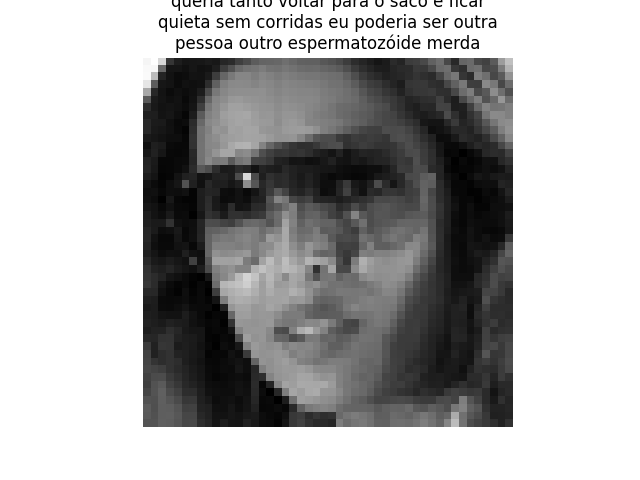 queria tanto voltar para o saco e ficar
quieta sem corridas eu poderia ser outra
pessoa outro espermatozóide merda